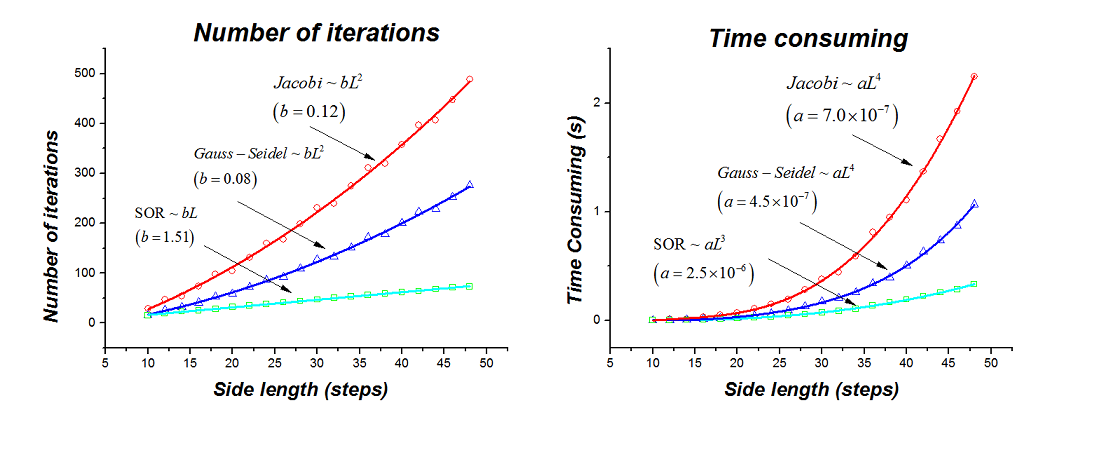 Number of iterations
Jacobi ~ bL²
(b = 0.12)
Gauss – Seidel ~ bL²
(b = 0.08)
SOR ~ bL
(b = 1.51)
Number of iterations
500
400
300
200
100
0
5 10 15 20 25 30 35 40 45 50
Side length (steps)
Time consuming
Jacobi ~ aL⁴
(a = 7.0×10⁻⁷)
Gauss – Seidel ~ aL⁴
(a = 4.5×10⁻⁷)
SOR ~ aL³
(a = 2.5×10⁻⁶)
Time Consuming (s)
2
1
0
5 10 15 20 25 30 35 40 45 50
Side length (steps)